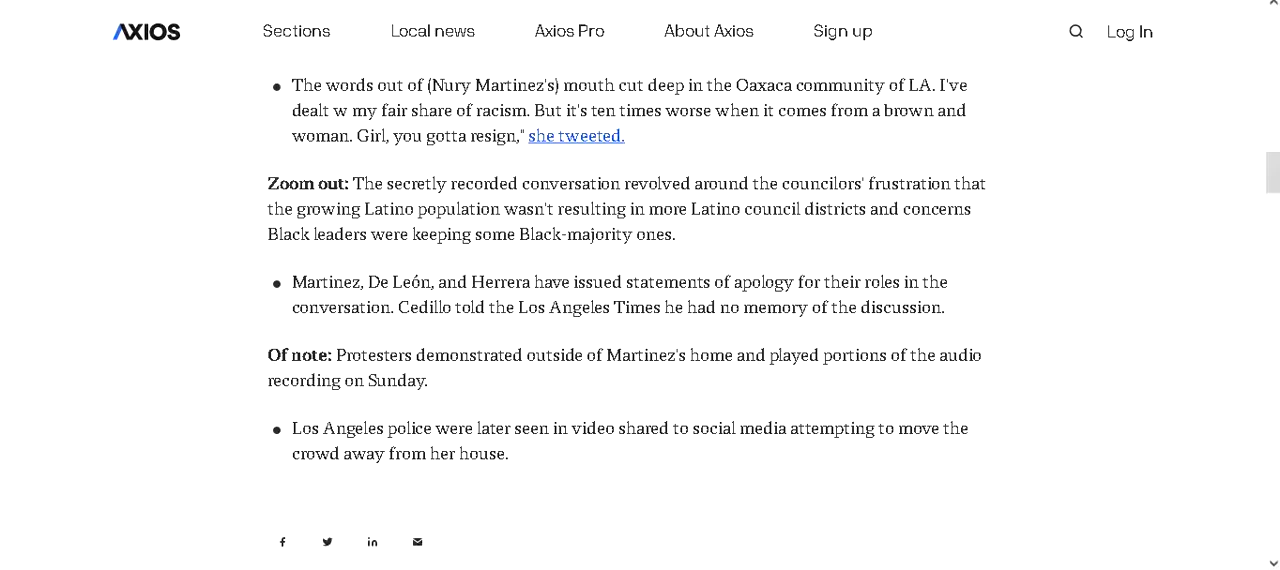 AXIOS Sections Local news Axios Pro About Axios Sign up Log In
• The words out of (Nury Martinez's) mouth cut deep in the Oaxaca community of LA. I've
dealt w my fair share of racism. But it's ten times worse when it comes from a brown and
woman. Girl, you gotta resign," she tweeted.
Zoom out: The secretly recorded conversation revolved around the councilors' frustration that
the growing Latino population wasn't resulting in more Latino council districts and concerns
Black leaders were keeping some Black-majority ones.
• Martinez, De León, and Herrera have issued statements of apology for their roles in the
conversation. Cedillo told the Los Angeles Times he had no memory of the discussion.
Of note: Protesters demonstrated outside of Martinez's home and played portions of the audio
recording on Sunday.
• Los Angeles police were later seen in video shared to social media attempting to move the
crowd away from her house.